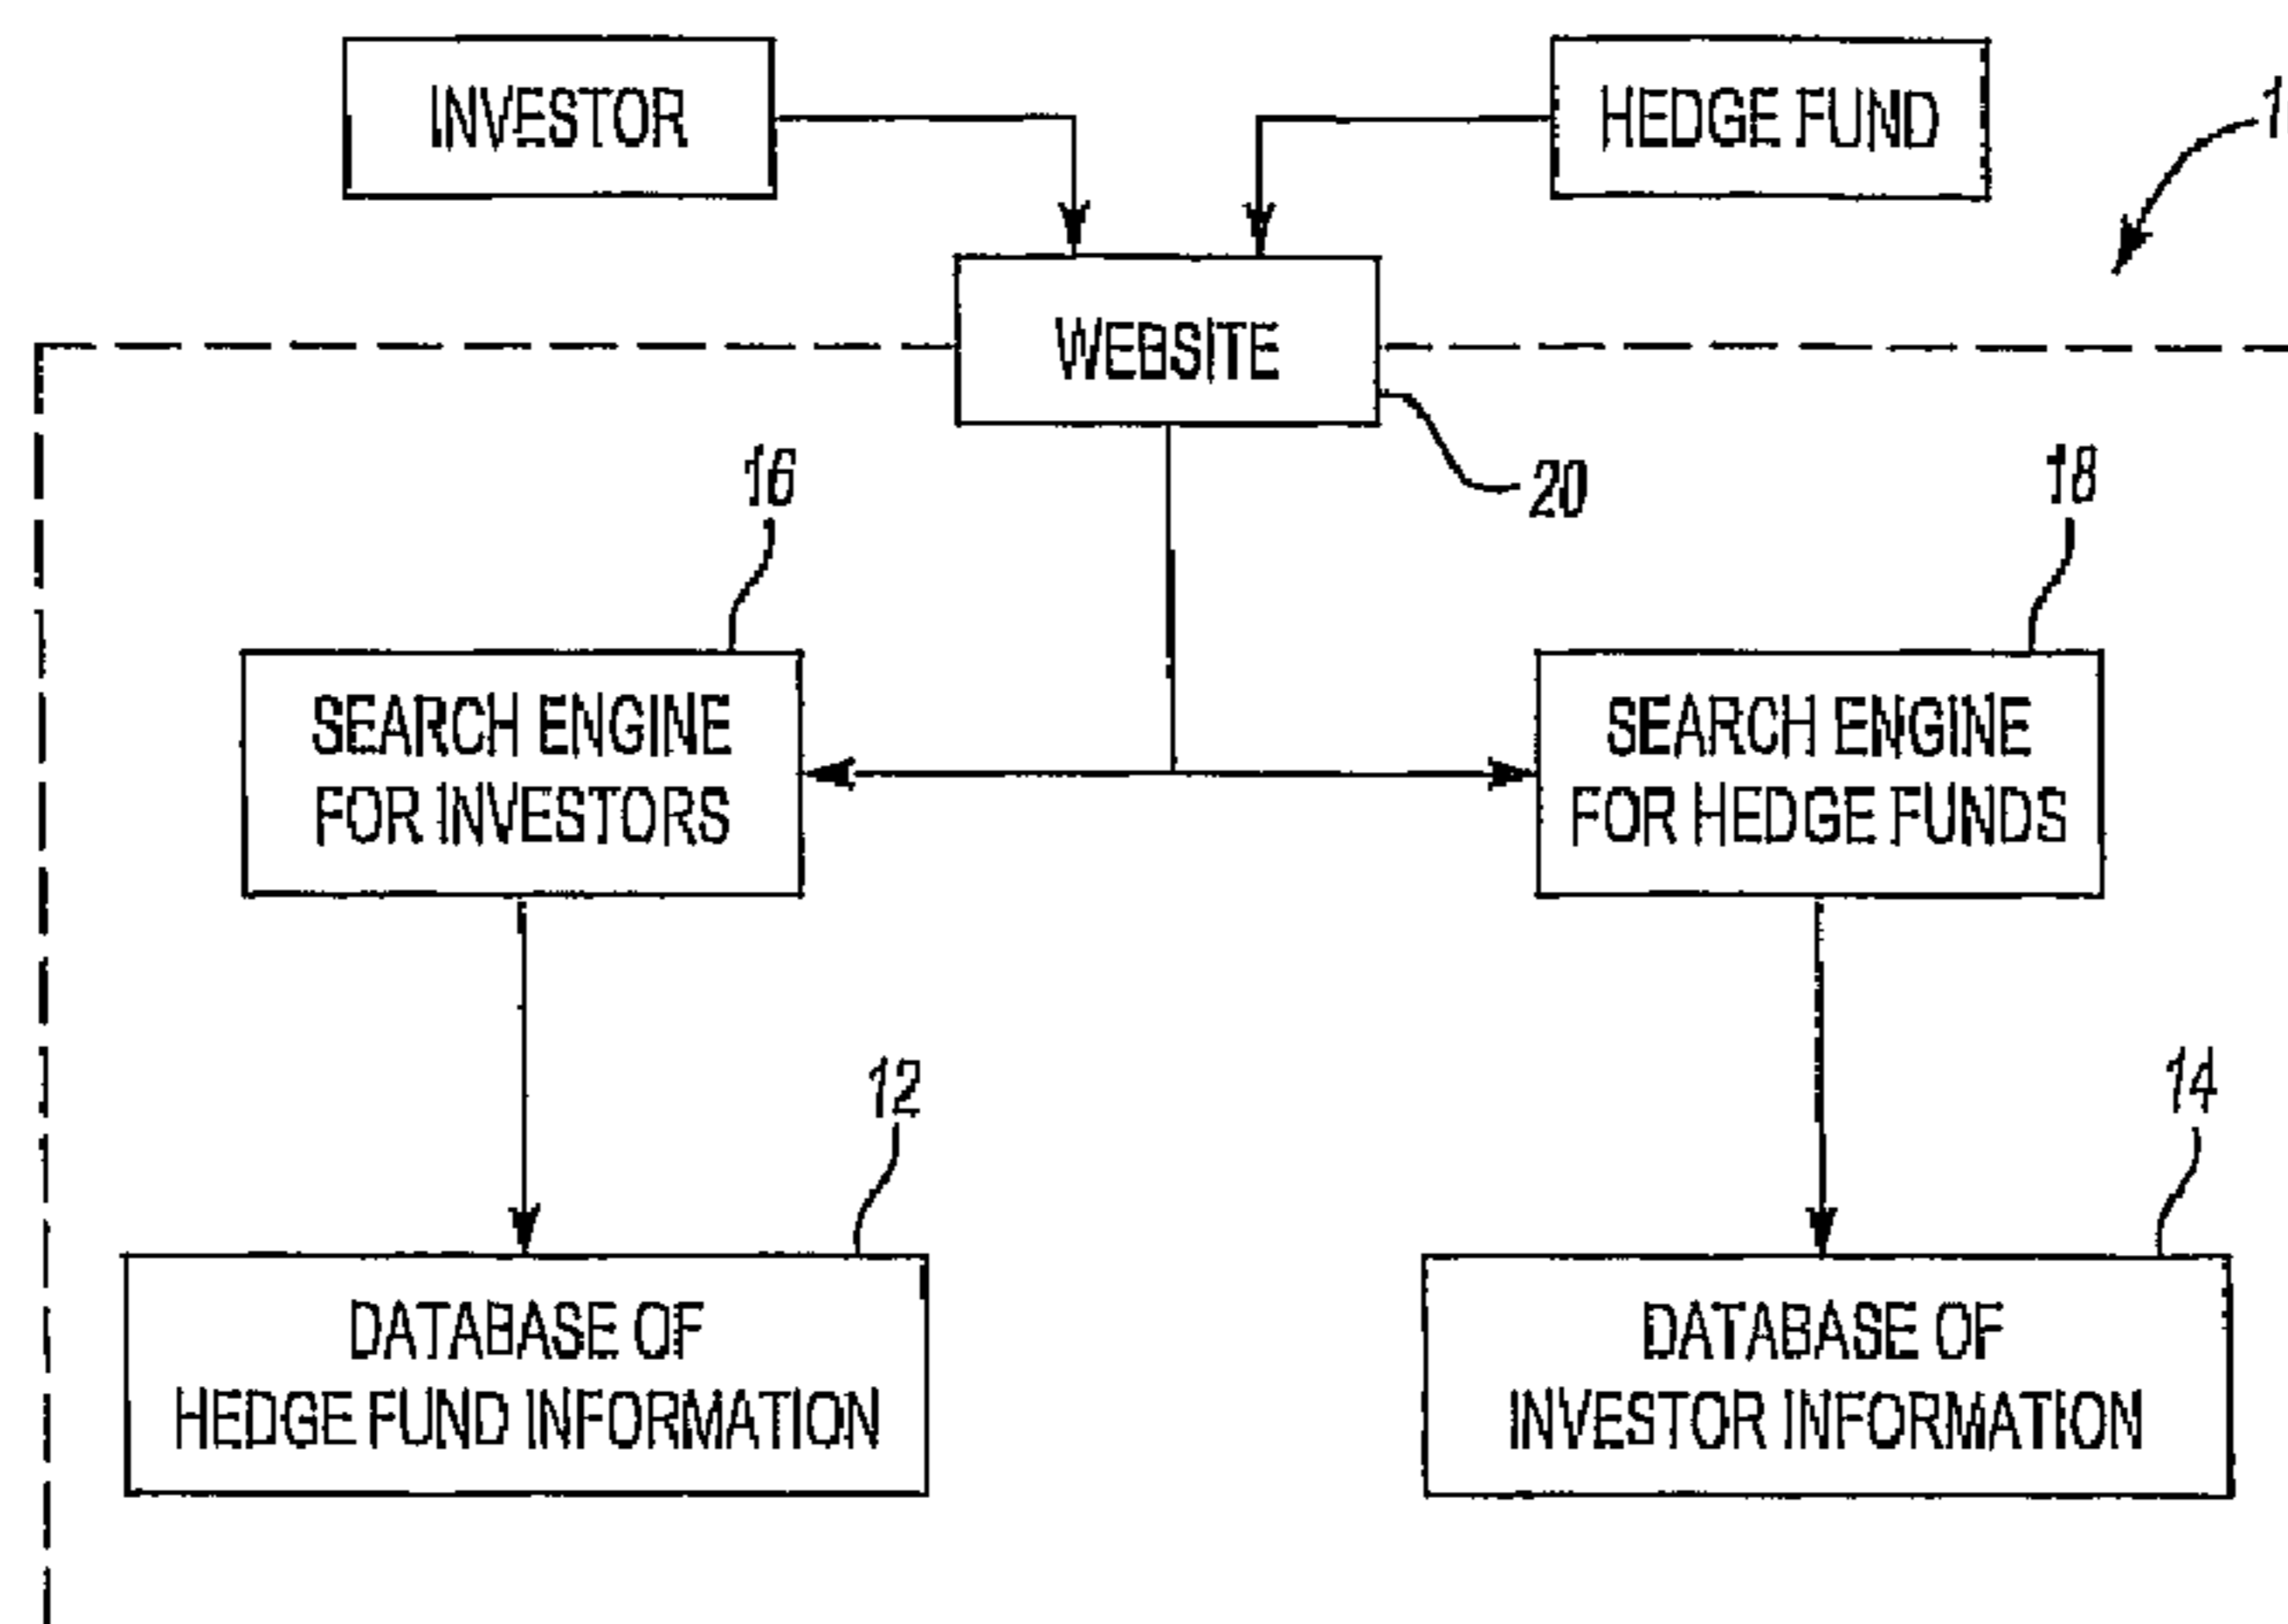 INVESTOR
HEDGE FUND
WEBSITE
16
20
18
SEARCH ENGINE
FOR INVESTORS
SEARCH ENGINE
FOR HEDGE FUNDS
12
14
DATABASE OF
HEDGE FUND INFORMATION
DATABASE OF
INVESTOR INFORMATION